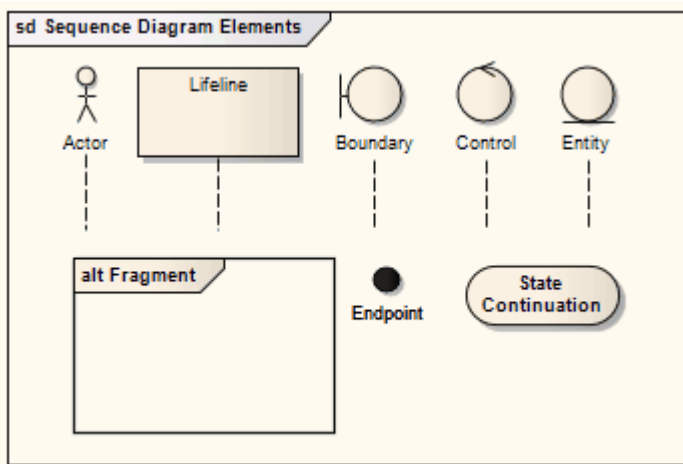 sd Sequence Diagram Elements
Lifeline
Actor
Boundary
Control
Entity
alt Fragment
Endpoint
State
Continuation